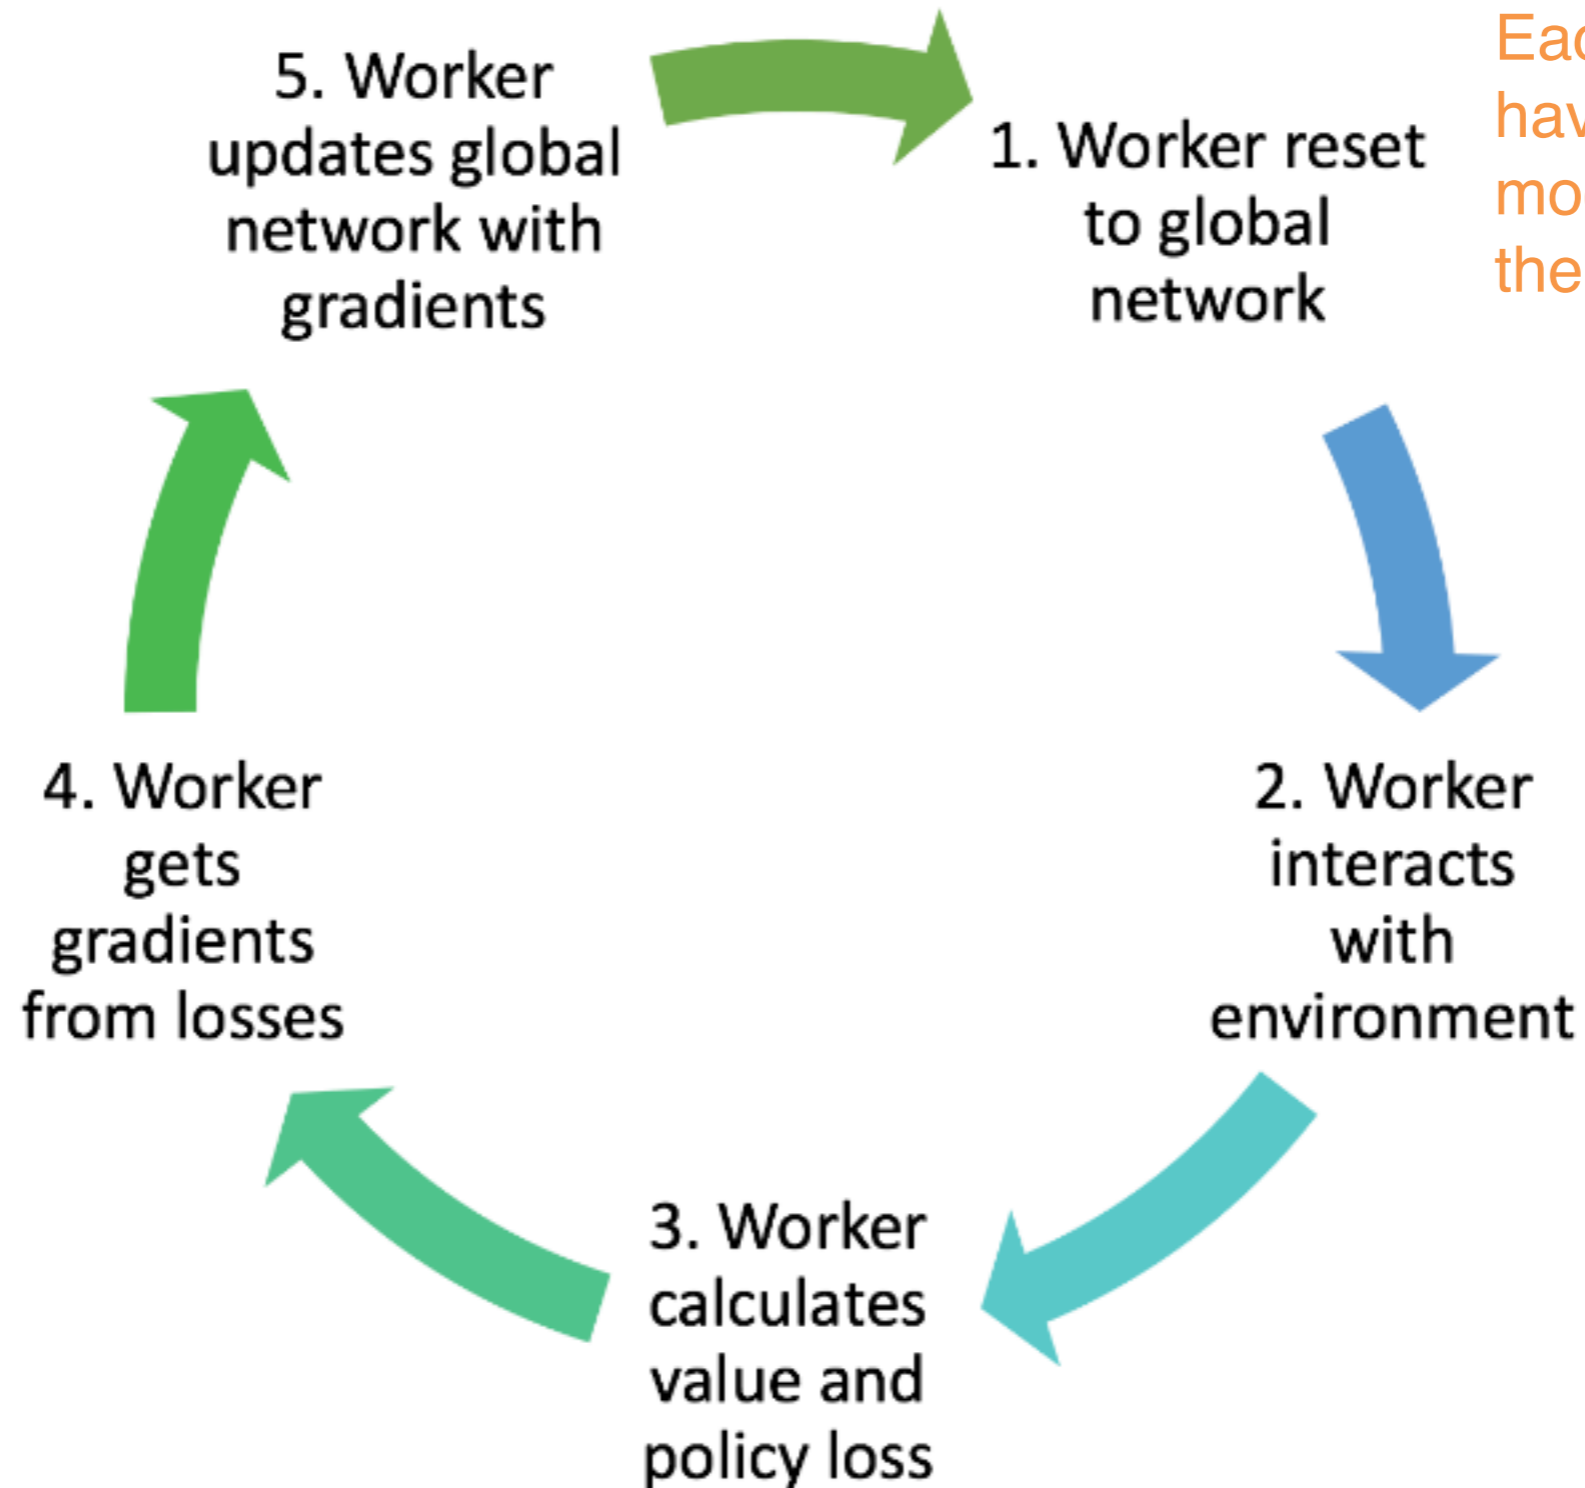 5. Worker
updates global
network with
gradients
1. Worker reset
to global
network
2. Worker
interacts
with
environment
3. Worker
calculates
value and
policy loss
4. Worker
gets
gradients
from losses
the